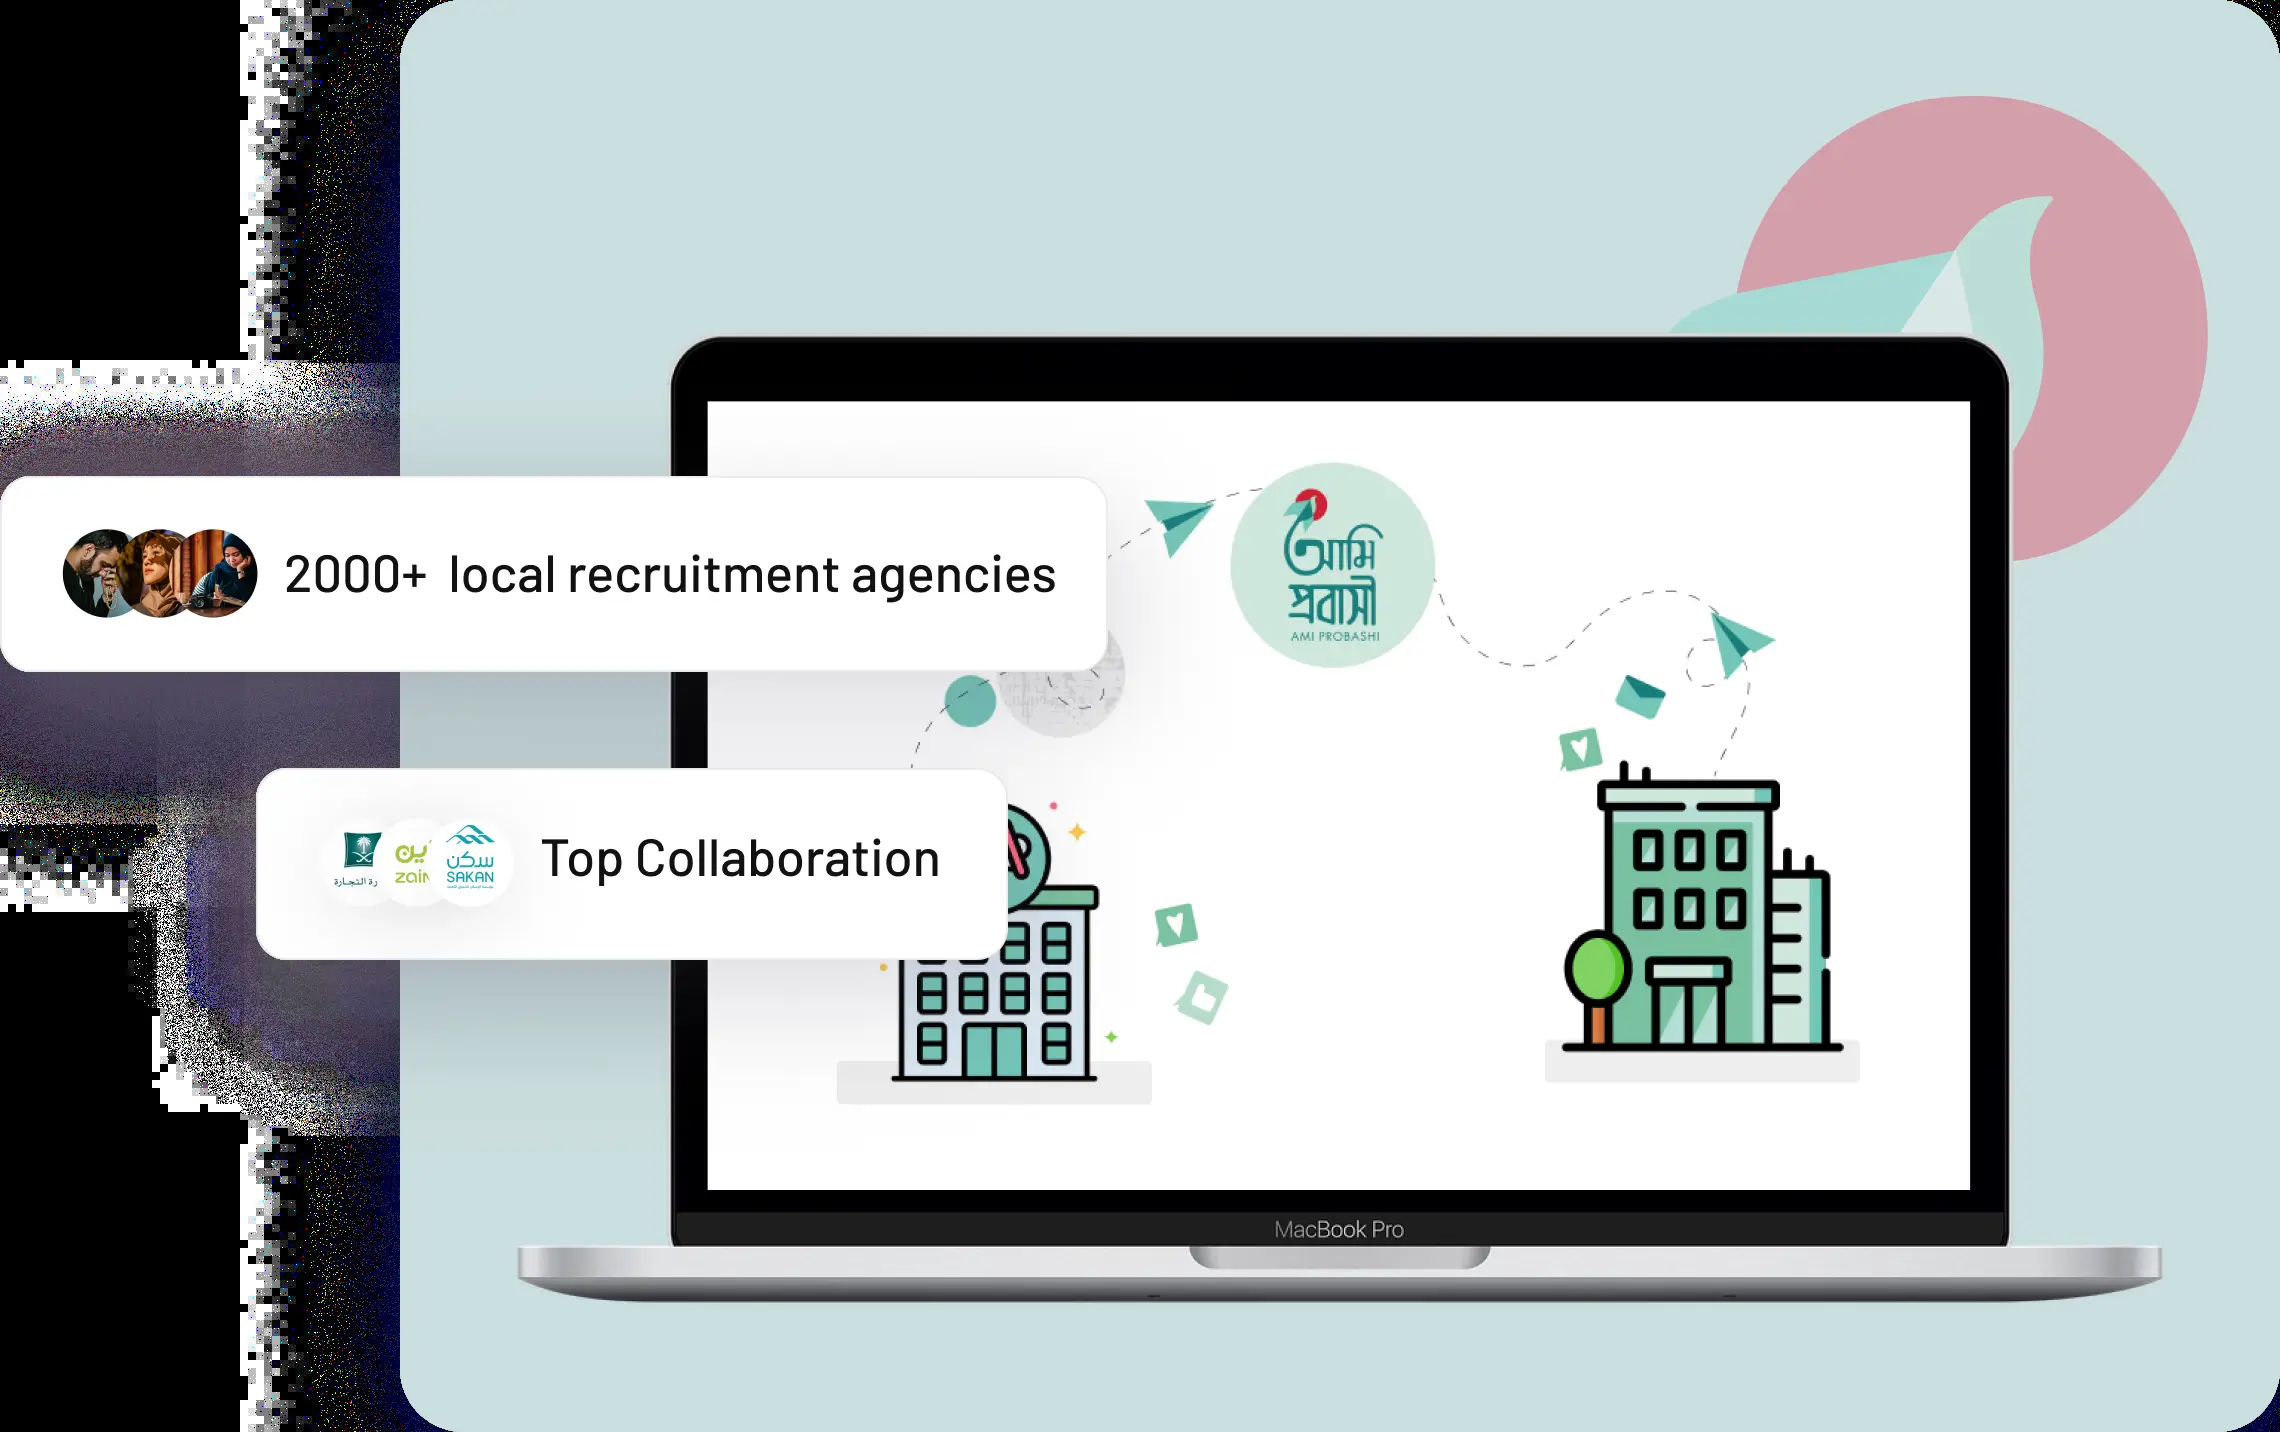 2000+ local recruitment agencies
আমি
প্রবাসী
AMI PROBASHI
رة التجارة
زين
zain
سكن
SAKAN
Top Collaboration
MacBook Pro